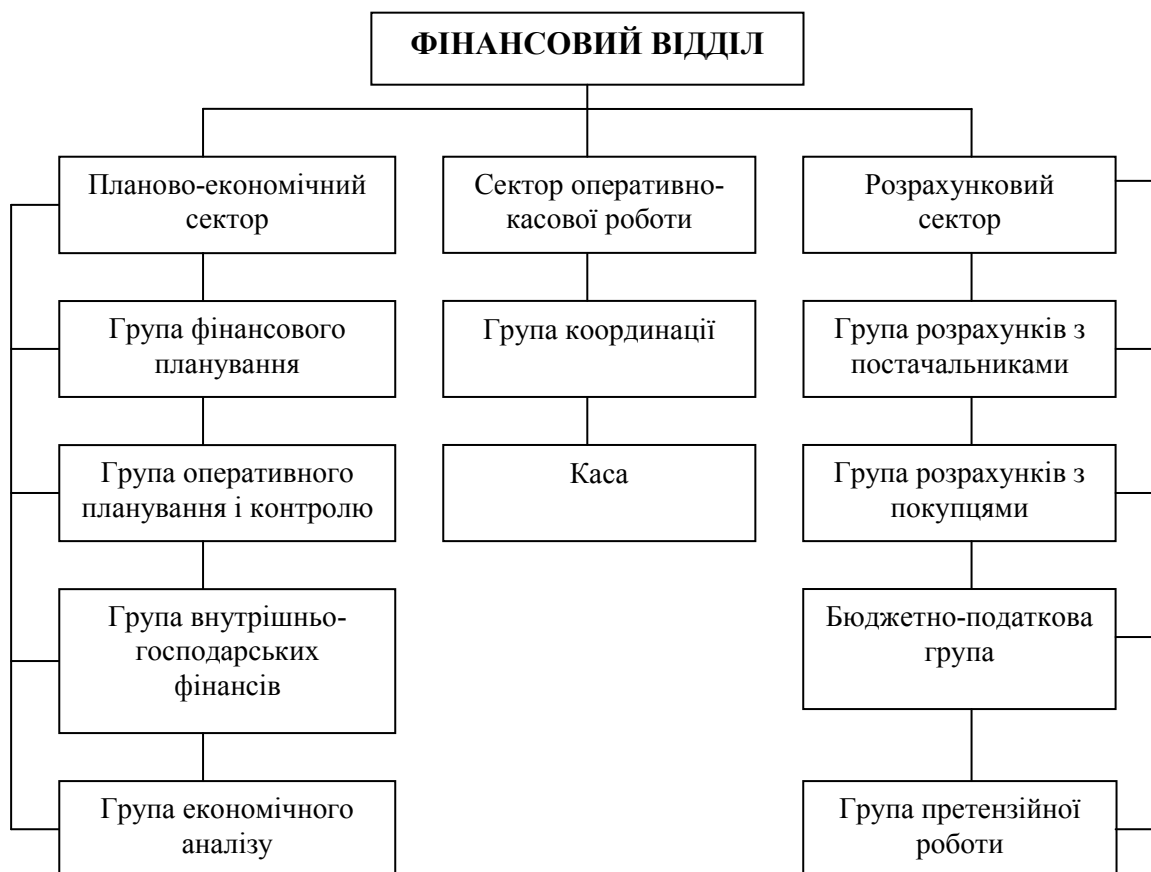 ФІНАНСОВИЙ ВІДДІЛ
Планово-економічний
сектор
Сектор оперативно-
касової роботи
Розрахунковий
сектор
Група фінансового
планування
Група координації
Група розрахунків з
постачальниками
Група оперативного
планування і контролю
Каса
Група розрахунків з
покупцями
Група внутрішньо-
господарських
фінансів
Бюджетно-податкова
група
Група економічного
аналізу
Група претензійної
роботи